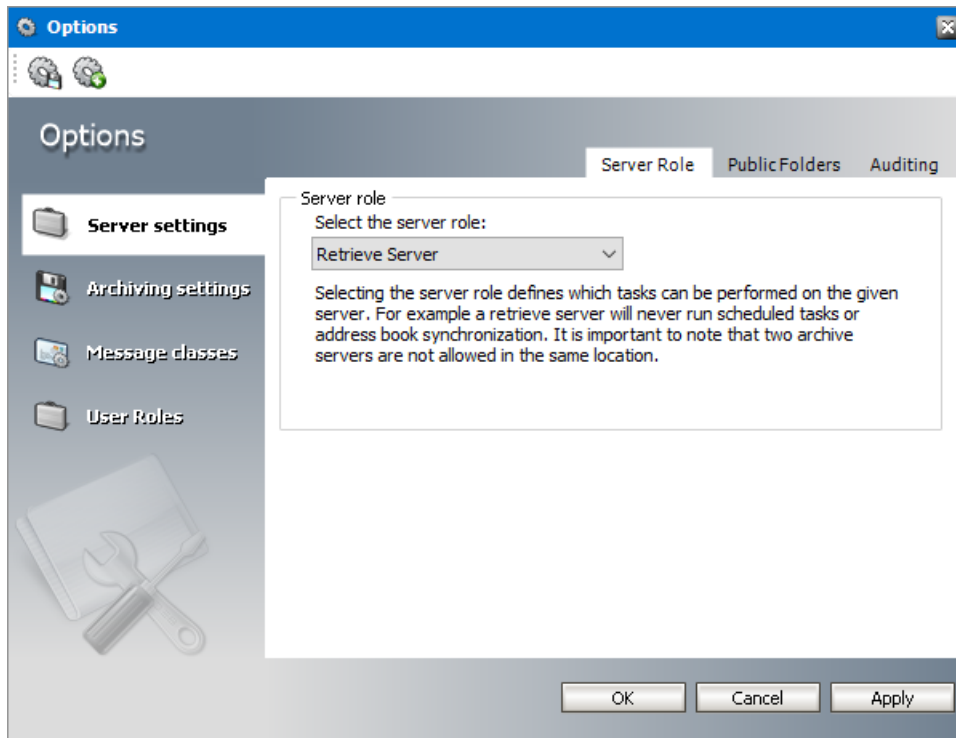 Options
Options
Server Role Public Folders Auditing
Server settings
Archiving settings
Message classes
User Roles
Server role
Select the server role:
Retrieve Server
Selecting the server role defines which tasks can be performed on the given
server. For example a retrieve server will never run scheduled tasks or
address book synchronization. It is important to note that two archive
servers are not allowed in the same location.
OK Cancel Apply